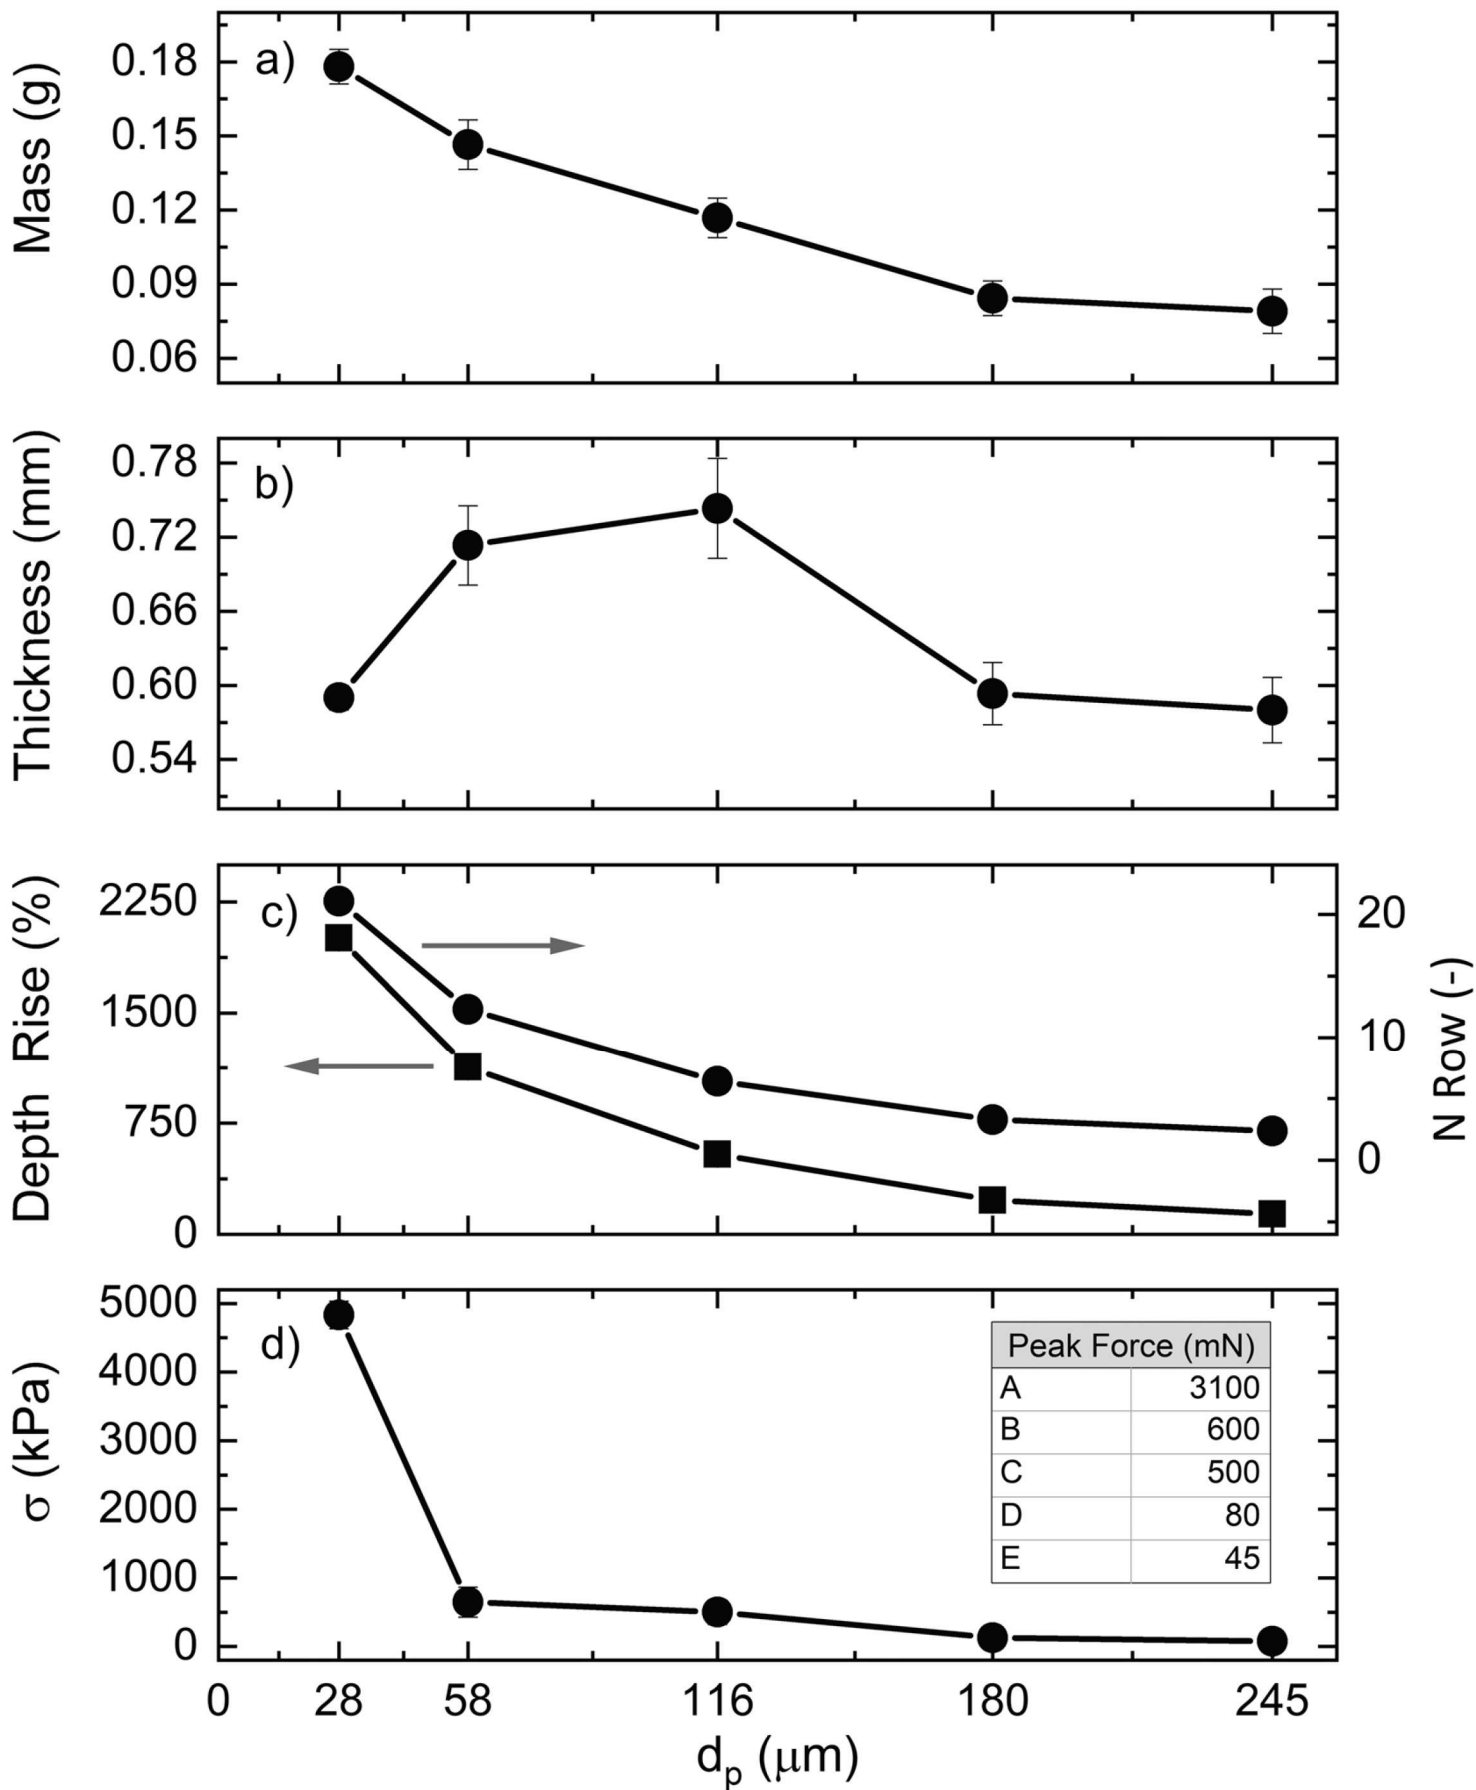 Mass (g)
0.18
0.15
0.12
0.09
0.06
a)
Thickness (mm)
0.78
0.72
0.66
0.60
0.54
b)
Depth Rise (%)
2250
1500
750
0
c)
20
10
0
N Row (-)
σ (kPa)
5000
4000
3000
2000
1000
0
d)
Peak Force (mN)
A 3100
B 600
C 500
D 80
E 45
0 28 58 116 180 245
dp (μm)